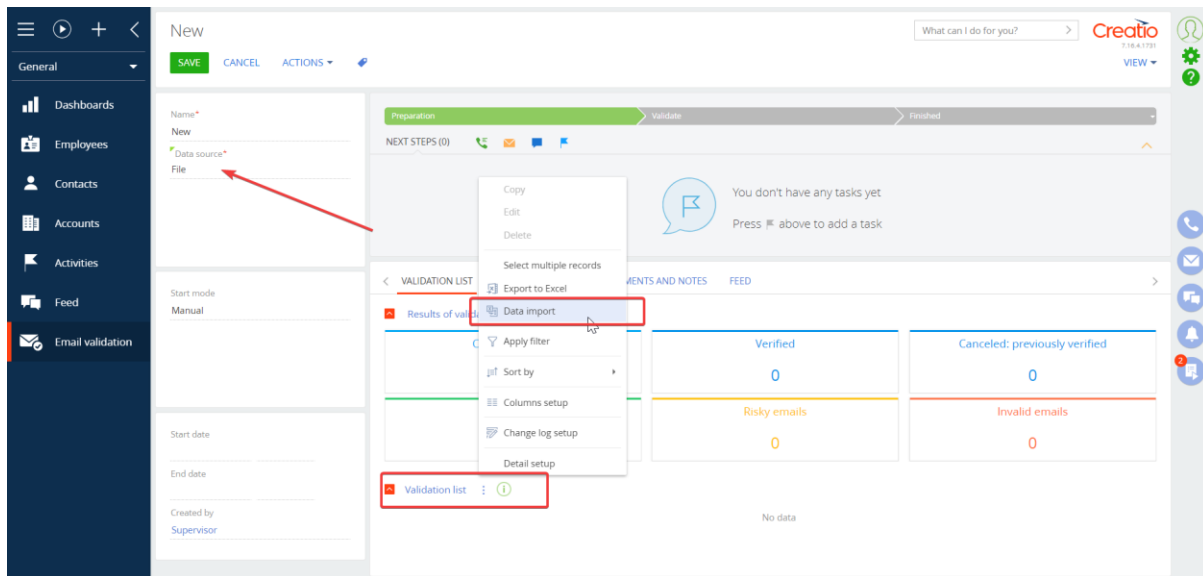 New
What can I do for you?
Creatio
7.18.4.1731
General
SAVE
CANCEL
ACTIONS
VIEW
Dashboards
Employees
Contacts
Accounts
Activities
Feed
Email validation
Name*
New
Data source*
File
Start mode
Manual
Start date
End date
Created by
Supervisor
Preparation
Validate
Finished
NEXT STEPS (0)
You don't have any tasks yet
Press above to add a task
Copy
Edit
Delete
Select multiple records
Export to Excel
Data import
Apply filter
Sort by
Columns setup
Change log setup
Detail setup
VALIDATION LIST
AND NOTES
FEED
Results of
Verified
0
Canceled: previously verified
0
Risky emails
0
Invalid emails
0
Validation list
No data
2